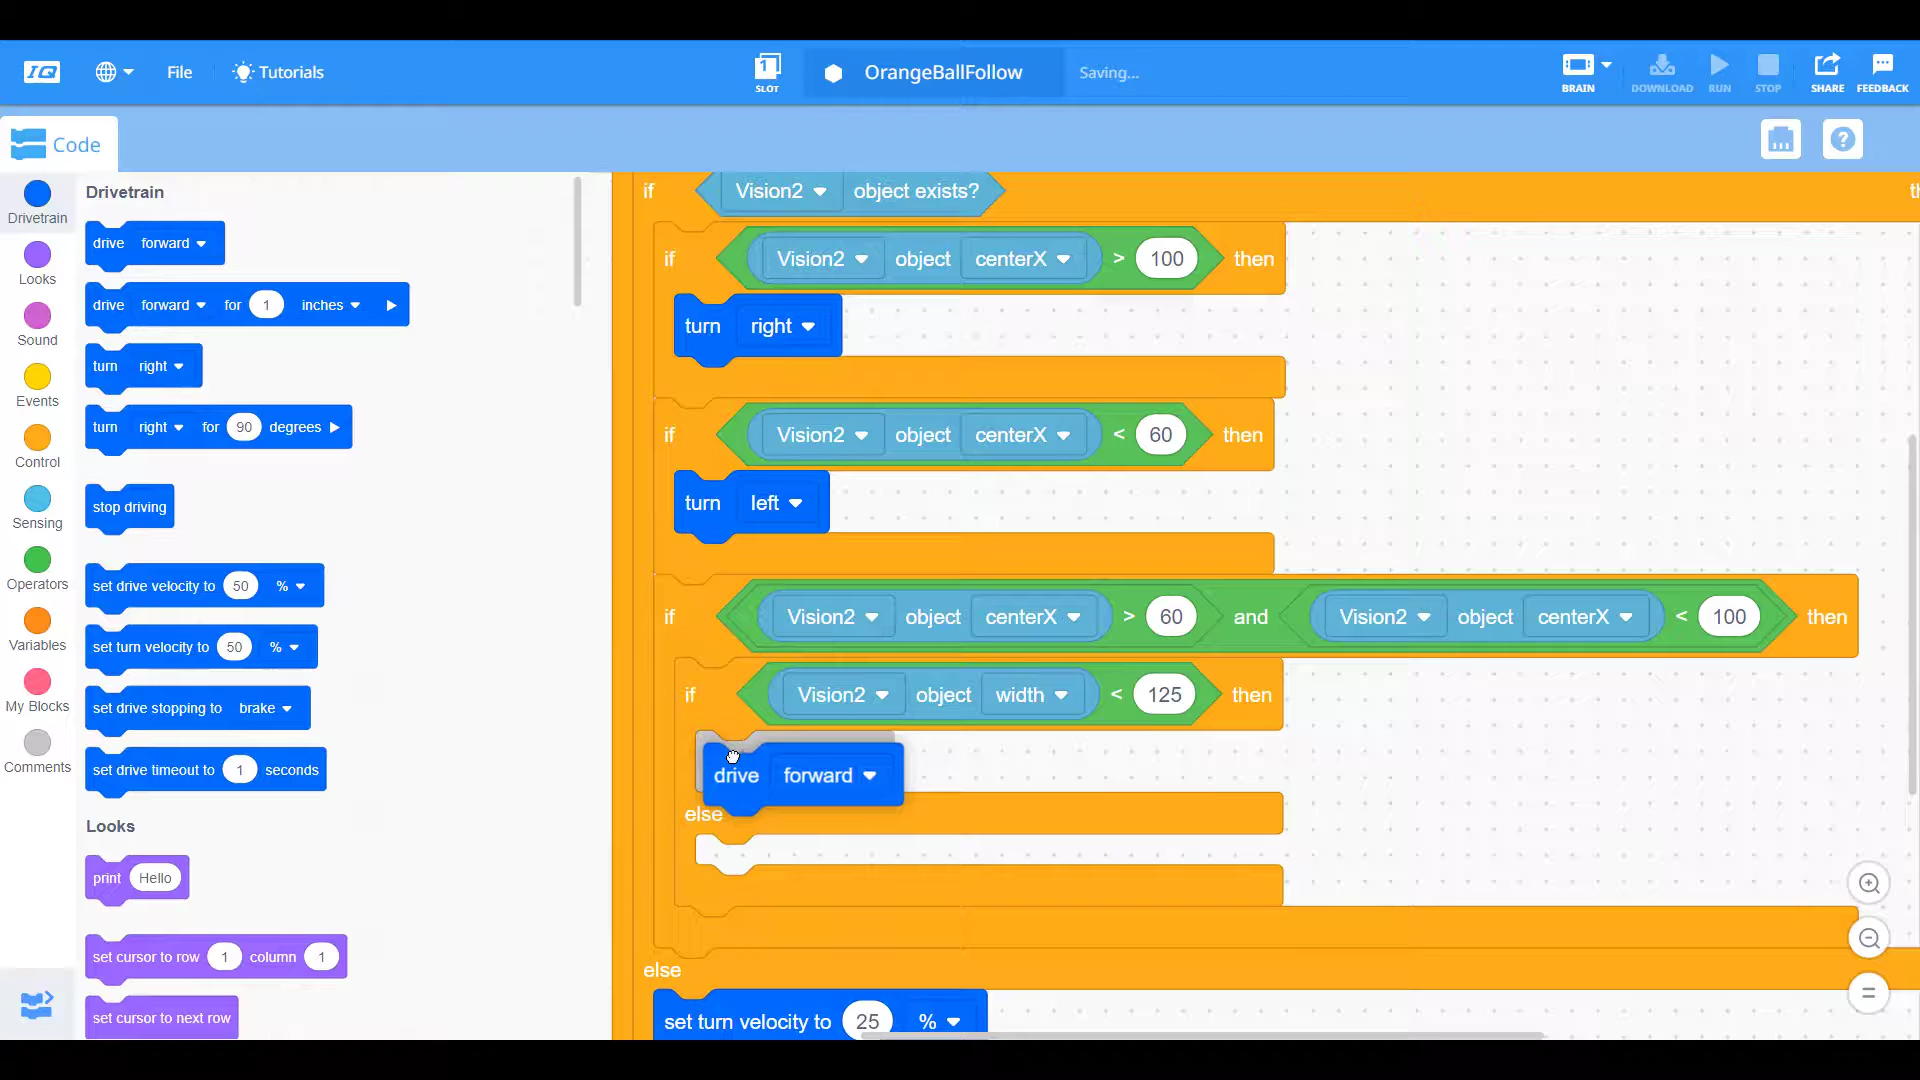 IQ
File
Tutorials
1
SLOT
OrangeBallFollow
Saving...
BRAIN
DOWNLOAD
RUN
STOP
SHARE
FEEDBACK
Code
Drivetrain
Looks
Sound
Events
Control
Sensing
Operators
Variables
My Blocks
Comments
Drivetrain
drive forward
drive forward for 1 inches
turn right
turn right for 90 degrees
stop driving
set drive velocity to 50 %
set turn velocity to 50 %
set drive stopping to brake
set drive timeout to 1 seconds
Looks
print Hello
set cursor to row 1 column 1
set cursor to next row
if Vision2 object exists? th
if Vision2 object centerX > 100 then
turn right
if Vision2 object centerX < 60 then
turn left
if Vision2 object centerX > 60 and Vision2 object centerX < 100 then
if Vision2 object width < 125 then
drive forward
else
else
set turn velocity to 25 %